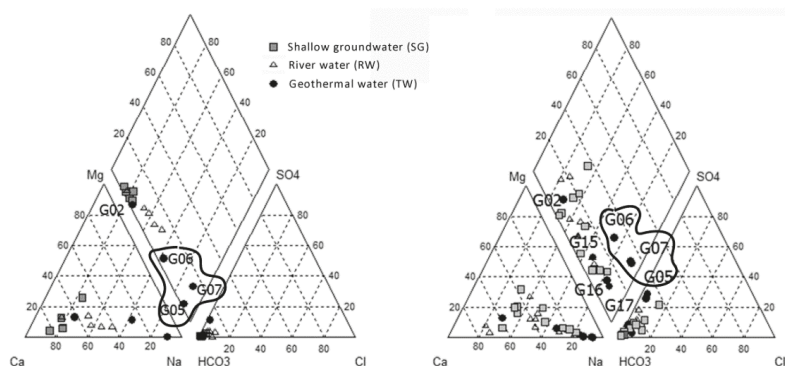 80 80
60 60
40 40
20 20
Mg SO4
G02
80 80
60 60
40 40
20 20
G06
G07
G05
80 60 40 20 20 40 60 80
Ca Na HCO3 Cl
Shallow groundwater (SG)
River water (RW)
Geothermal water (TW)
80 80
60 60
40 40
20 20
Mg SO4
G02
G06
G15
G07
G05
G16
G17
80 80
60 60
40 40
20 20
80 60 40 20 20 40 60 80
Ca Na HCO3 Cl